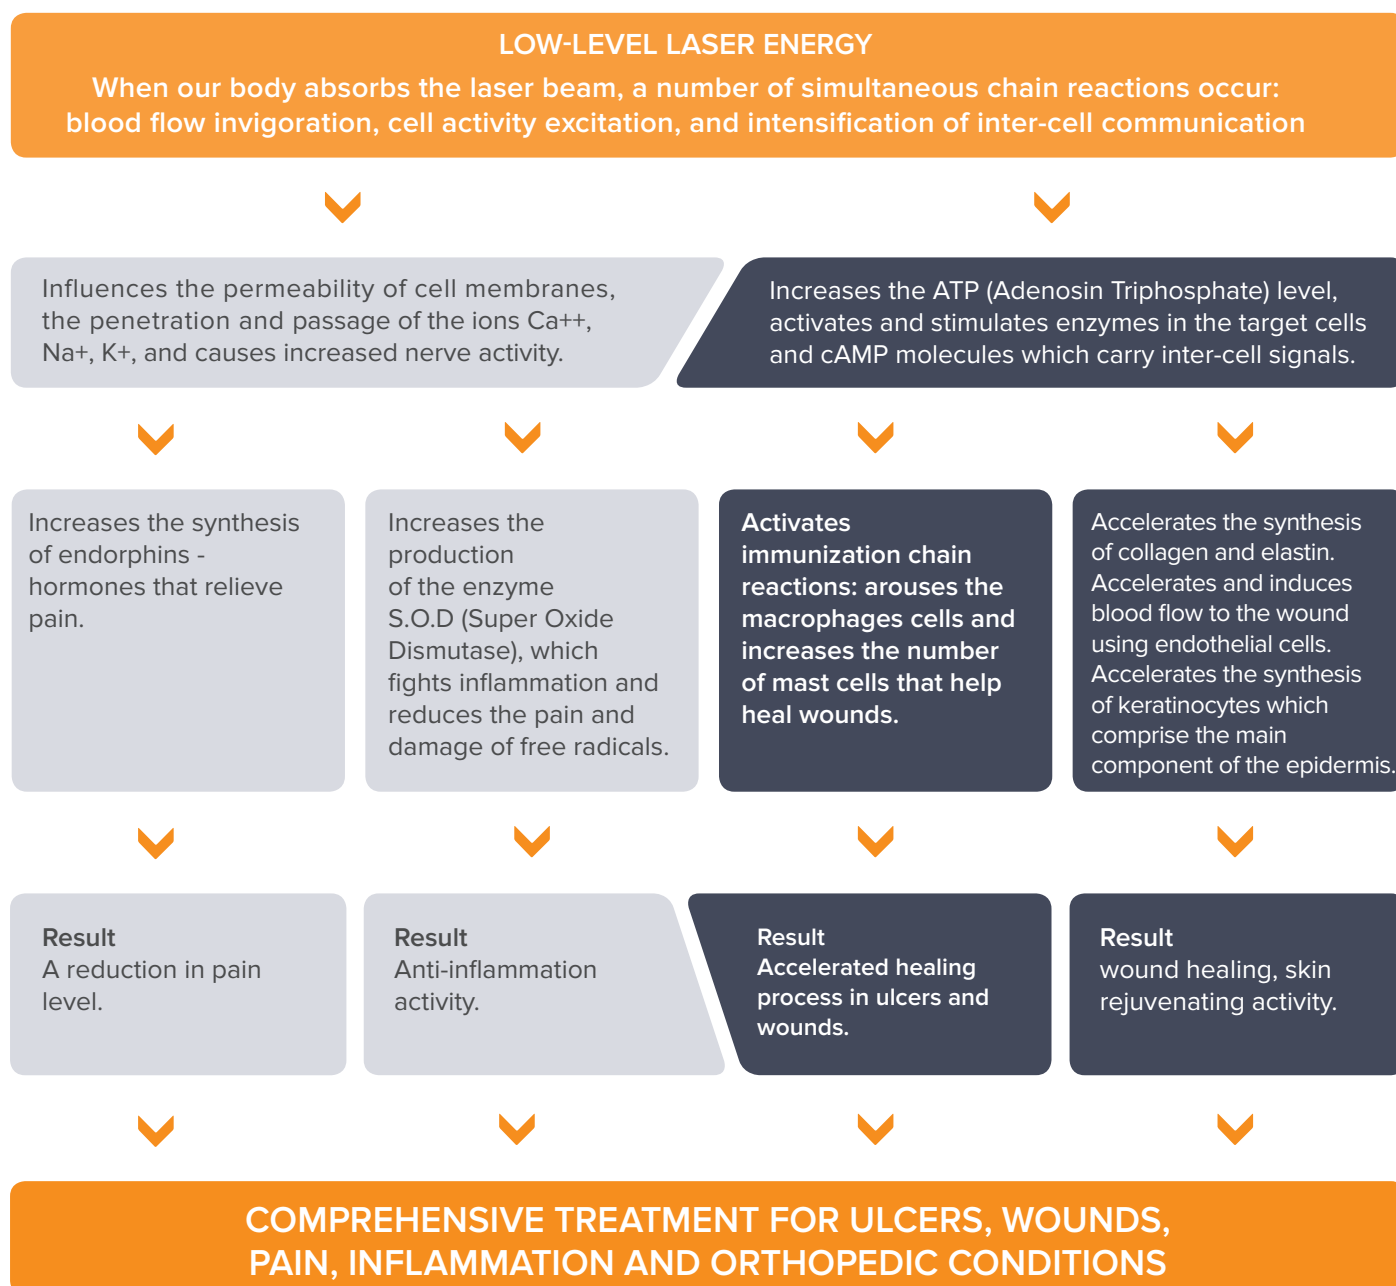 LOW-LEVEL LASER ENERGY
When our body absorbs the laser beam, a number of simultaneous chain reactions occur:
blood flow invigoration, cell activity excitation, and intensification of inter-cell communication
Influences the permeability of cell membranes,
the penetration and passage of the ions Ca++,
Na+, K+, and causes increased nerve activity.
Increases the ATP (Adenosin Triphosphate) level,
activates and stimulates enzymes in the target cells
and cAMP molecules which carry inter-cell signals.
Increases the synthesis
of endorphins -
hormones that relieve
pain.
Increases the
production
of the enzyme
S.O.D (Super Oxide
Dismutase), which
fights inflammation and
reduces the pain and
damage of free radicals.
Activates
immunization chain
reactions: arouses the
macrophages cells and
increases the number
of mast cells that help
heal wounds.
Accelerates the synthesis
of collagen and elastin.
Accelerates and induces
blood flow to the wound
using endothelial cells.
Accelerates the synthesis
of keratinocytes which
comprise the main
component of the epidermis.
Result
A reduction in pain
level.
Result
Anti-inflammation
activity.
Result
Accelerated healing
process in ulcers and
wounds.
Result
wound healing, skin
rejuvenating activity.
COMPREHENSIVE TREATMENT FOR ULCERS, WOUNDS,
PAIN, INFLAMMATION AND ORTHOPEDIC CONDITIONS